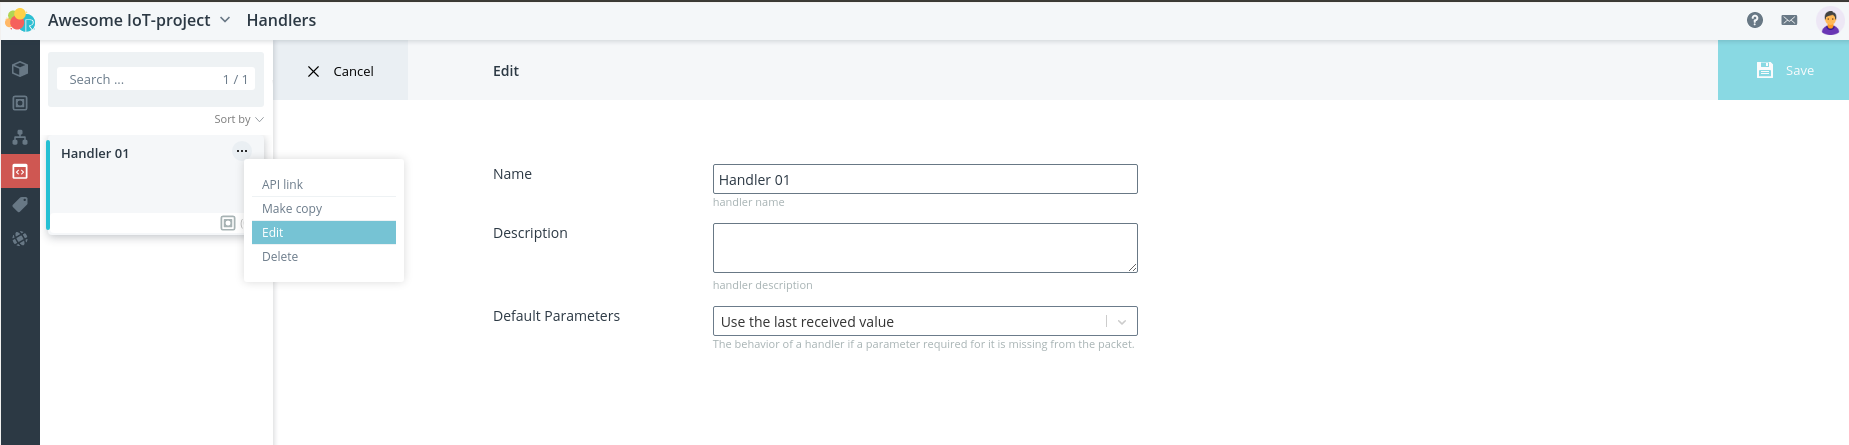 Awesome IoT-project Handlers
Search ... 1 / 1
Sort by
Handler 01
API link
Make copy
Edit
Delete
Cancel
Edit
Save
Name
Handler 01
handler name
Description
handler description
Default Parameters
Use the last received value
The behavior of a handler if a parameter required for it is missing from the packet.